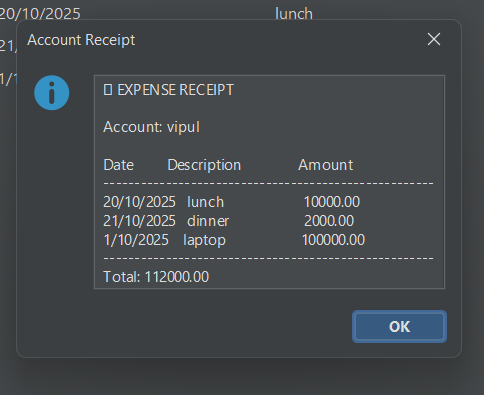 20/10/2025 lunch
Account Receipt
21/
1/1
EXPENSE RECEIPT
Account: vipul
Date Description Amount
--------------------------------------------------------
20/10/2025 lunch 10000.00
21/10/2025 dinner 2000.00
1/10/2025 laptop 100000.00
--------------------------------------------------------
Total: 112000.00
OK